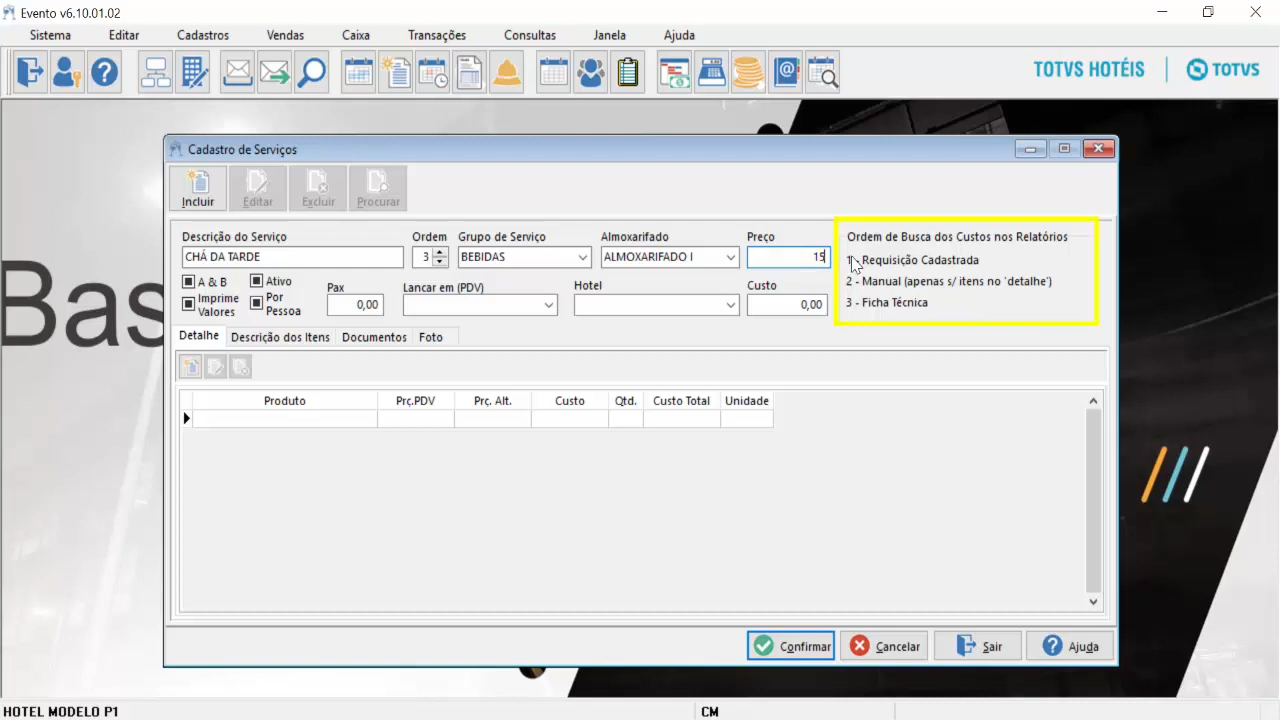 Evento v6.10.01.02
Sistema Editar Cadastros Vendas Caixa Transações Consultas Janela Ajuda
TOTVS HOTÉIS TOTVS
Bas
Cadastro de Serviços
Incluir Editar Excluir Procurar
Descrição do Serviço Ordem Grupo de Serviço Almoxarifado Preço
CHÁ DA TARDE 3 BEBIDAS ALMOXARIFADO I 15
Ordem de Busca dos Custos nos Relatórios
1 - Requisição Cadastrada
2 - Manual (apenas s/ itens no 'detalhe')
3 - Ficha Técnica
A & B Ativo Pax Lancar em (PDV) Hotel Custo
Imprime Valores Por Pessoa 0,00 0,00
Detalhe Descrição dos Itens Documentos Foto
Produto Prç.PDV Prç. Alt. Custo Qtd. Custo Total Unidade
Confirmar Cancelar Sair Ajuda
HOTEL MODELO P1 CM